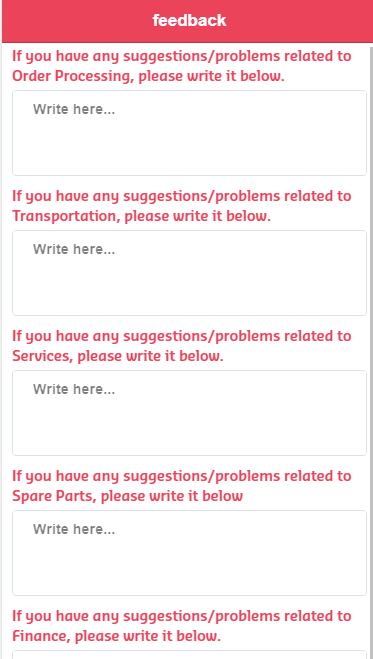 feedback
If you have any suggestions/problems related to
Order Processing, please write it below.
Write here...
If you have any suggestions/problems related to
Transportation, please write it below.
Write here...
If you have any suggestions/problems related to
Services, please write it below.
Write here...
If you have any suggestions/problems related to
Spare Parts, please write it below
Write here...
If you have any suggestions/problems related to
Finance, please write it below.